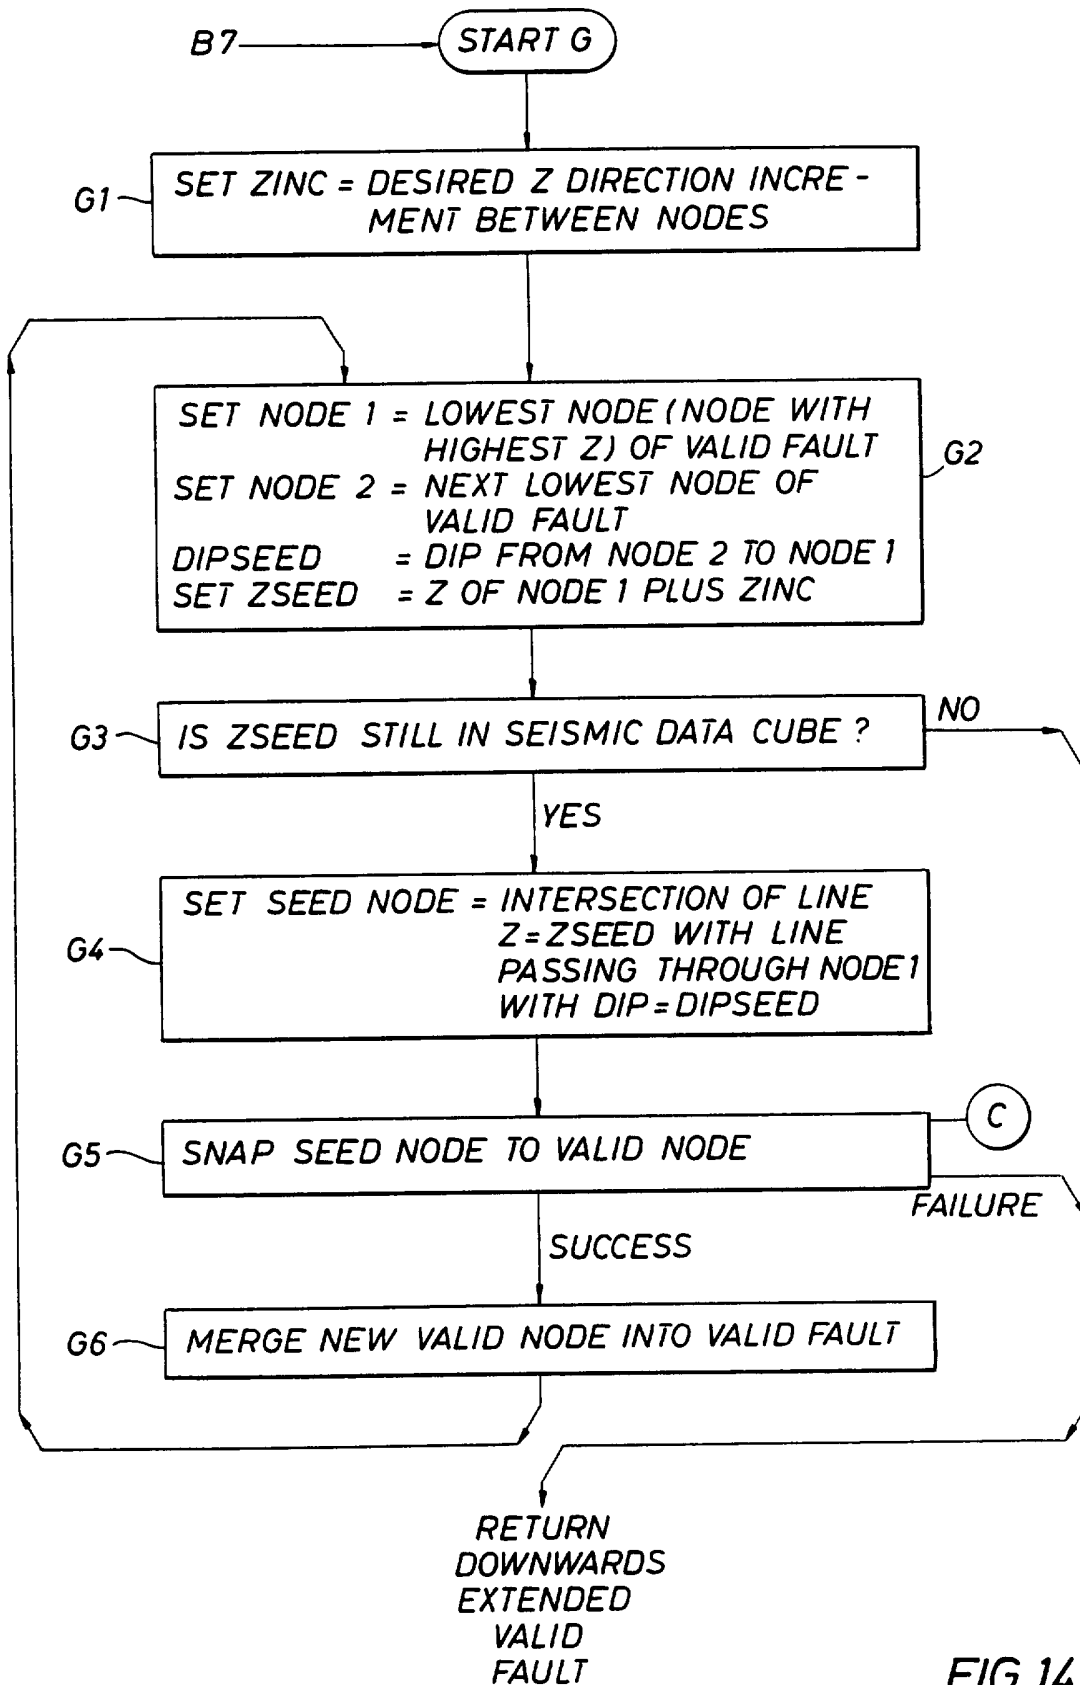 B7
START G
G1
SET ZINC = DESIRED Z DIRECTION INCRE-
MENT BETWEEN NODES
SET NODE 1 = LOWEST NODE (NODE WITH
HIGHEST Z) OF VALID FAULT
SET NODE 2 = NEXT LOWEST NODE OF
VALID FAULT
DIPSEED = DIP FROM NODE 2 TO NODE 1
SET ZSEED = Z OF NODE 1 PLUS ZINC
G2
G3
IS ZSEED STILL IN SEISMIC DATA CUBE ?
NO
YES
G4
SET SEED NODE = INTERSECTION OF LINE
Z=ZSEED WITH LINE
PASSING THROUGH NODE1
WITH DIP=DIPSEED
C
G5
SNAP SEED NODE TO VALID NODE
FAILURE
SUCCESS
G6
MERGE NEW VALID NODE INTO VALID FAULT
RETURN
DOWNWARDS
EXTENDED
VALID
FAULT
FIG.14